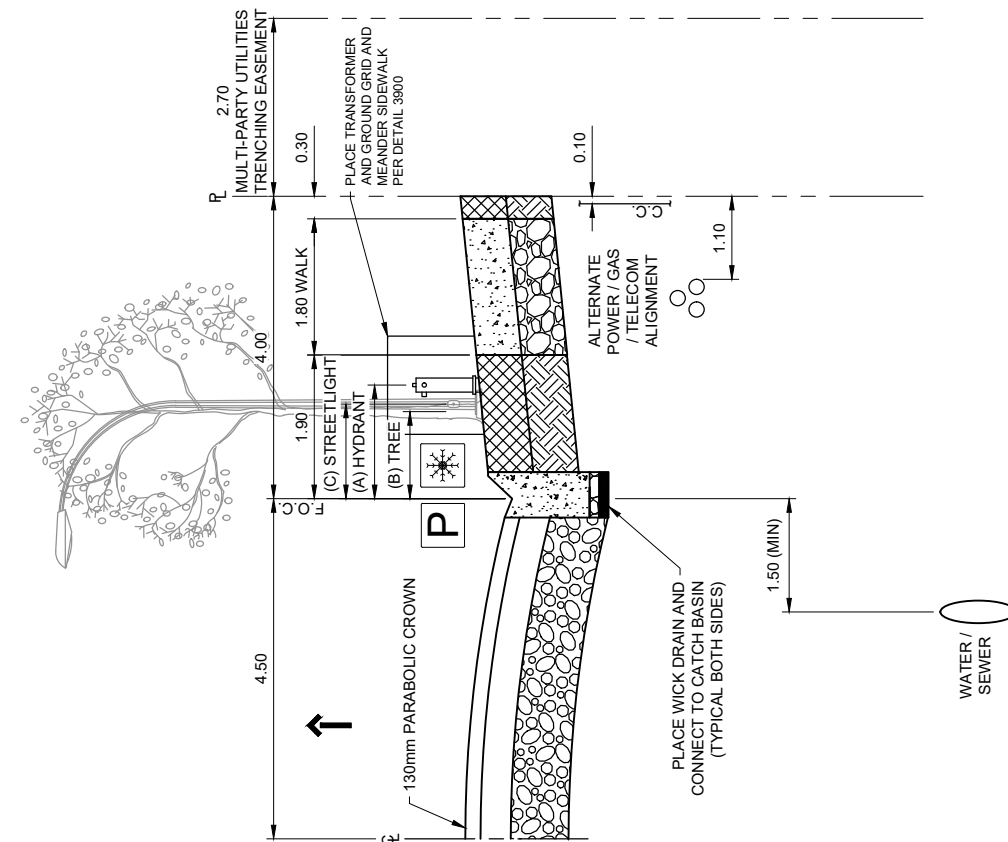 2.70
MULTI-PARTY UTILITIES
TRENCHING EASEMENT
PL
0.30
PLACE TRANSFORMER
AND GROUND GRID AND
MEANDER SIDEWALK
PER DETAIL 3900
0.10
4.00
1.80 WALK
C.C.
1.10
ALTERNATE
POWER / GAS
/ TELECOM
ALIGNMENT
1.90
(C) STREETLIGHT
(A) HYDRANT
(B) TREE
F.O.C.
P
4.50
130mm PARABOLIC CROWN
PLACE WICK DRAIN AND
CONNECT TO CATCH BASIN
(TYPICAL BOTH SIDES)
1.50 (MIN)
WATER /
SEWER
CL